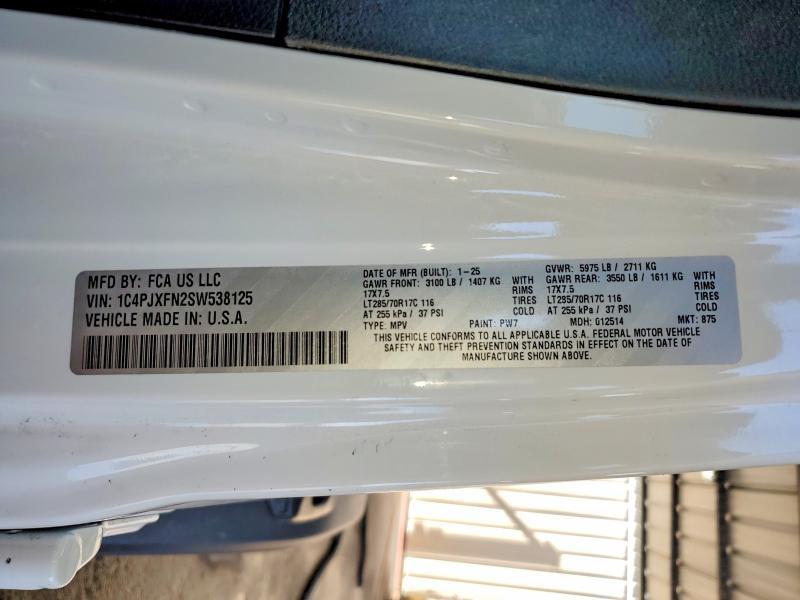 MFD BY: FCA US LLC
VIN: 1C4PJXFN2SW538125
VEHICLE MADE IN: U.S.A.
DATE OF MFR (BUILT): 1-25
GAWR FRONT: 3100 LB / 1407 KG WITH
17X7.5 RIMS
LT285/70R17C 116 TIRES
AT 255 kPa / 37 PSI COLD
GVWR: 5975 LB / 2711 KG
GAWR REAR: 3550 LB / 1611 KG WITH
17X7.5 RIMS
LT285/70R17C 116 TIRES
AT 255 kPa / 37 PSI COLD
TYPE: MPV PAINT: PW7 MDH: 012514 MKT: 875
THIS VEHICLE CONFORMS TO ALL APPLICABLE U.S.A. FEDERAL MOTOR VEHICLE
SAFETY AND THEFT PREVENTION STANDARDS IN EFFECT ON THE DATE OF
MANUFACTURE SHOWN ABOVE.